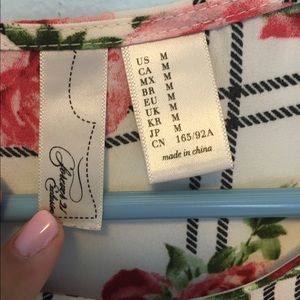 US M
CA M
MX M
BR M
EU M
UK M
KR M
JP M
CN 165/92A
made in china